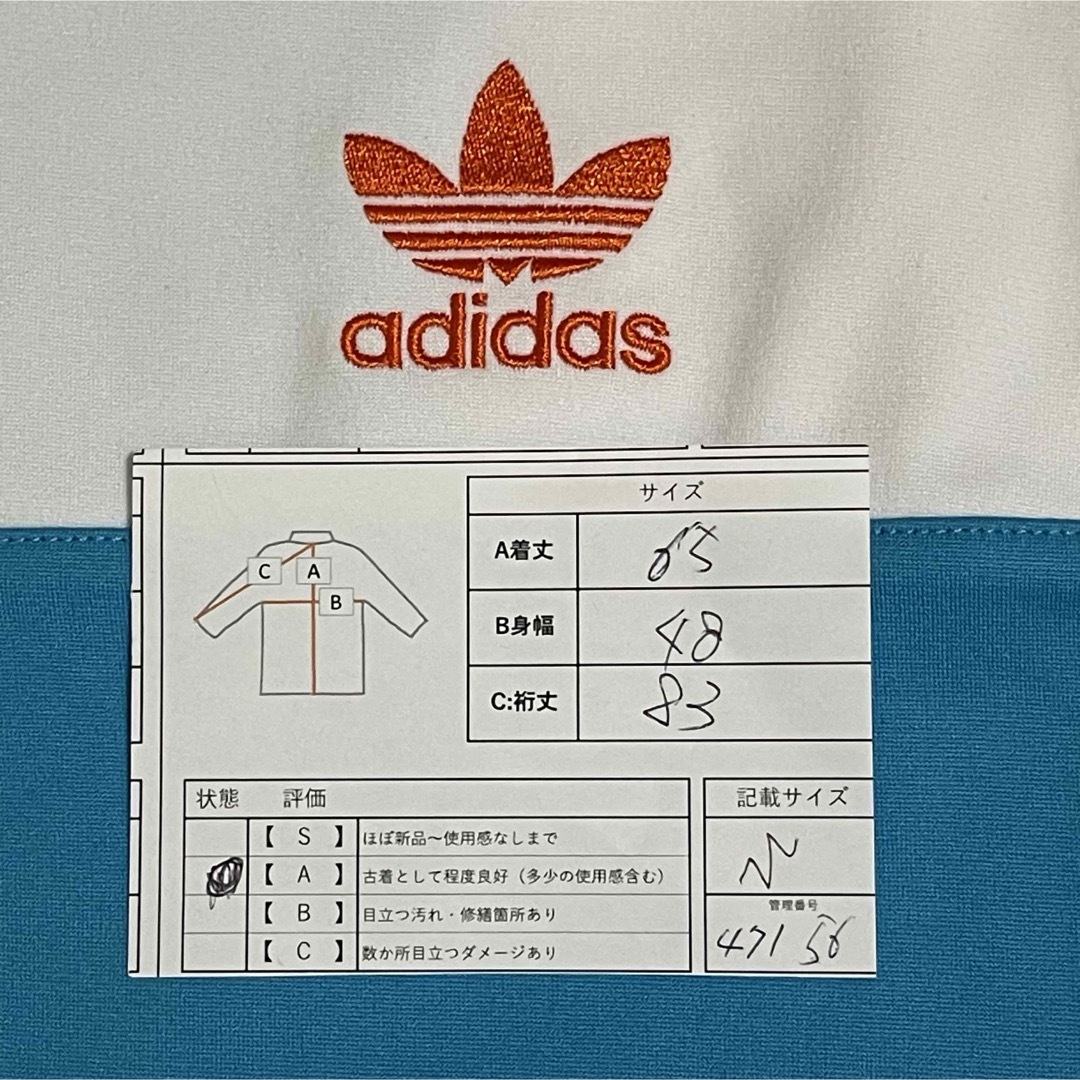 adidas
サイズ
A着丈 65
B身幅 48
C:裄丈 83
C
A
B
状態 評価
【 S 】 ほぼ新品～使用感なしまで
【 A 】 古着として程度良好（多少の使用感含む）
【 B 】 目立つ汚れ・修繕箇所あり
【 C 】 数か所目立つダメージあり
記載サイズ
管理番号